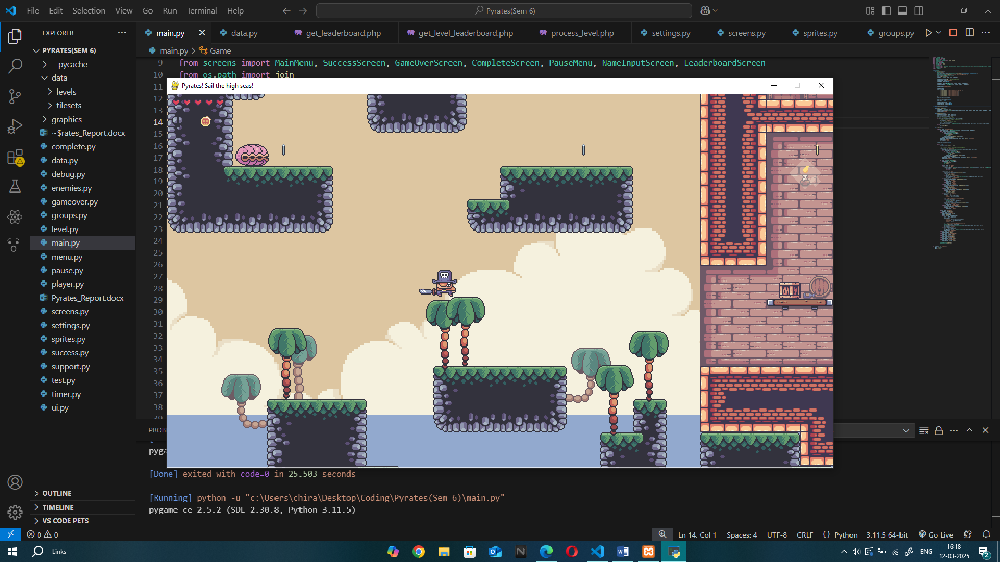 File Edit Selection View Go Run Terminal Help
Pyrates(Sem 6)
EXPLORER
main.py
data.py
get_leaderboard.php
get_level_leaderboard.php
process_level.php
settings.py
screens.py
sprites.py
groups.py
main.py > Game
PYRATES(SEM 6)
__pycache__
data
levels
tilesets
graphics
~$rates_Report.docx
complete.py
data.py
debug.py
enemies.py
gameover.py
groups.py
level.py
main.py
menu.py
pause.py
player.py
Pyrates_Report.docx
screens.py
settings.py
sprites.py
success.py
support.py
test.py
timer.py
ui.py
OUTLINE
TIMELINE
VS CODE PETS
9 from screens import MainMenu, SuccessScreen, GameOverScreen, CompleteScreen, PauseMenu, NameInputScreen, LeaderboardScreen
10 from os.path import join
11
12
13
14
15
16
17
18
19
20
21
22
23
24
25
26
27
28
29
30
31
32
33
34
35
36
37
38
39
Pyrates! Sail the high seas!
PROB
pyga
[Done] exited with code=0 in 25.503 seconds
[Running] python -u "c:\Users\chira\Desktop\Coding\Pyrates(Sem 6)\main.py"
pygame-ce 2.5.2 (SDL 2.30.8, Python 3.11.5)
0 0
Ln 14, Col 1
Spaces: 4
UTF-8
CRLF
{ } Python
3.11.5 64-bit
Go Live
Links
ENG
16:18
12-03-2025
2